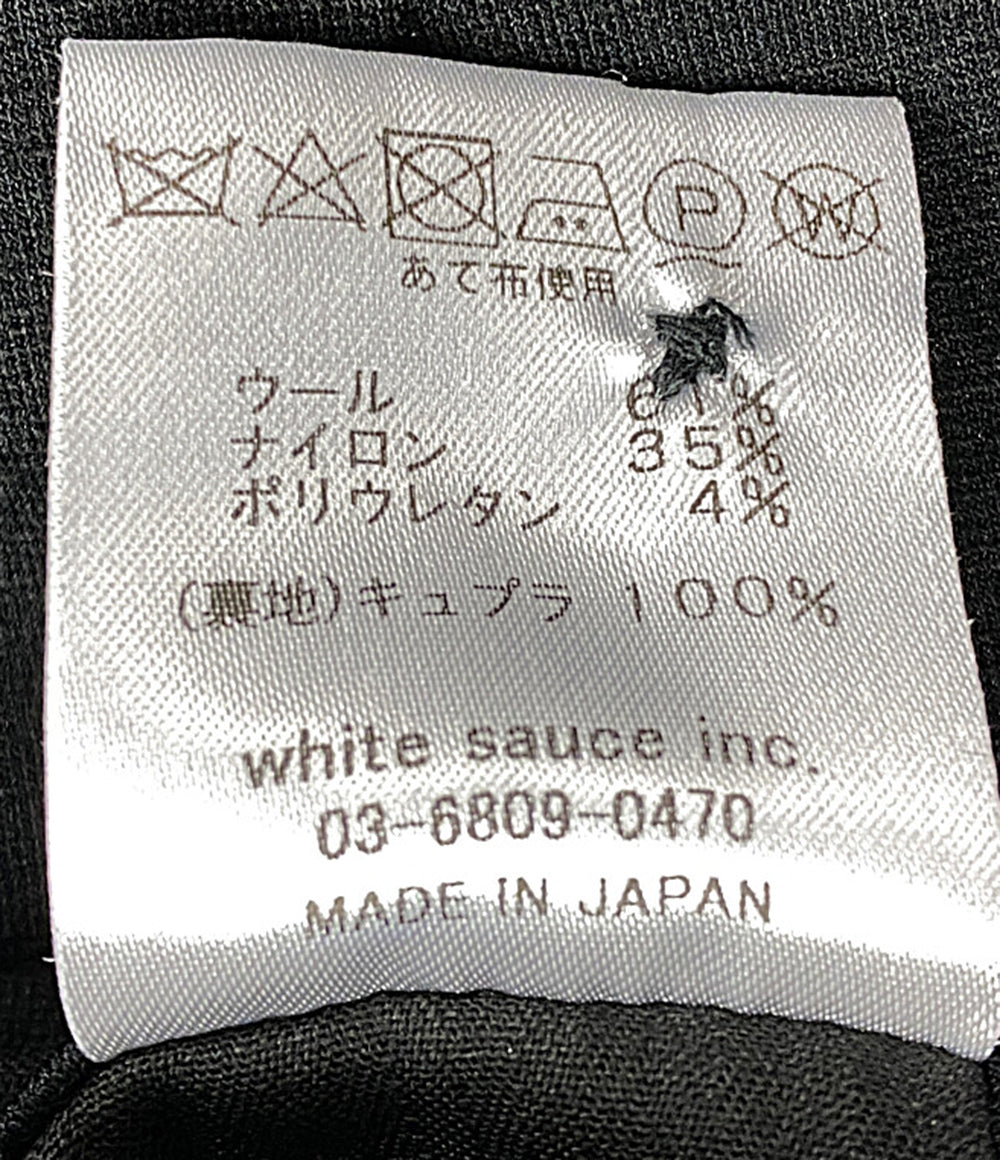 P W
あて布使用
ウール 61%
ナイロン 35%
ポリウレタン 4%
(裏地)キュプラ 100%
white sauce inc.
03-6809-0470
MADE IN JAPAN